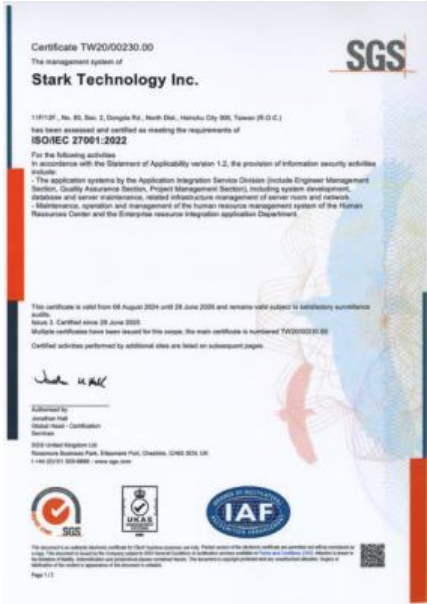 Certificate TW20/00230.00
SGS
The management system of
Stark Technology Inc.
11F/12F., No. 83, Sec. 2, Dongda Rd., North Dist., Hsinchu City 300, Taiwan (R.O.C.)
has been assessed and certified as meeting the requirements of
ISO/IEC 27001:2022
For the following activities
In accordance with the Statement of Applicability version 1.2, the provision of information security activities
include:
- The application systems by the Application Integration Service Division (include Engineer Management
Section, Quality Assurance Section, Project Management Section), including system development,
database and server maintenance, related infrastructure management of server room and network.
- Maintenance, operation and management of the human resource management system of the Human
Resources Center and the Enterprise resource integration application Department.
This certificate is valid from 08 August 2024 until 28 June 2026 and remains valid subject to satisfactory surveillance
audits.
Issue 3. Certified since 28 June 2005
Multiple certificates have been issued for this scope, the main certificate is numbered TW20/00230.00
Certified activities performed by additional sites are listed on subsequent pages.
Authorised by
Jonathan Hall
Global Head - Certification
Services
SGS United Kingdom Ltd
Rossmore Business Park, Ellesmere Port, Cheshire, CH65 3EN, UK
www.sgs.com
SGS
UKAS
MANAGEMENT
SYSTEMS
IAF
Page 1 / 2